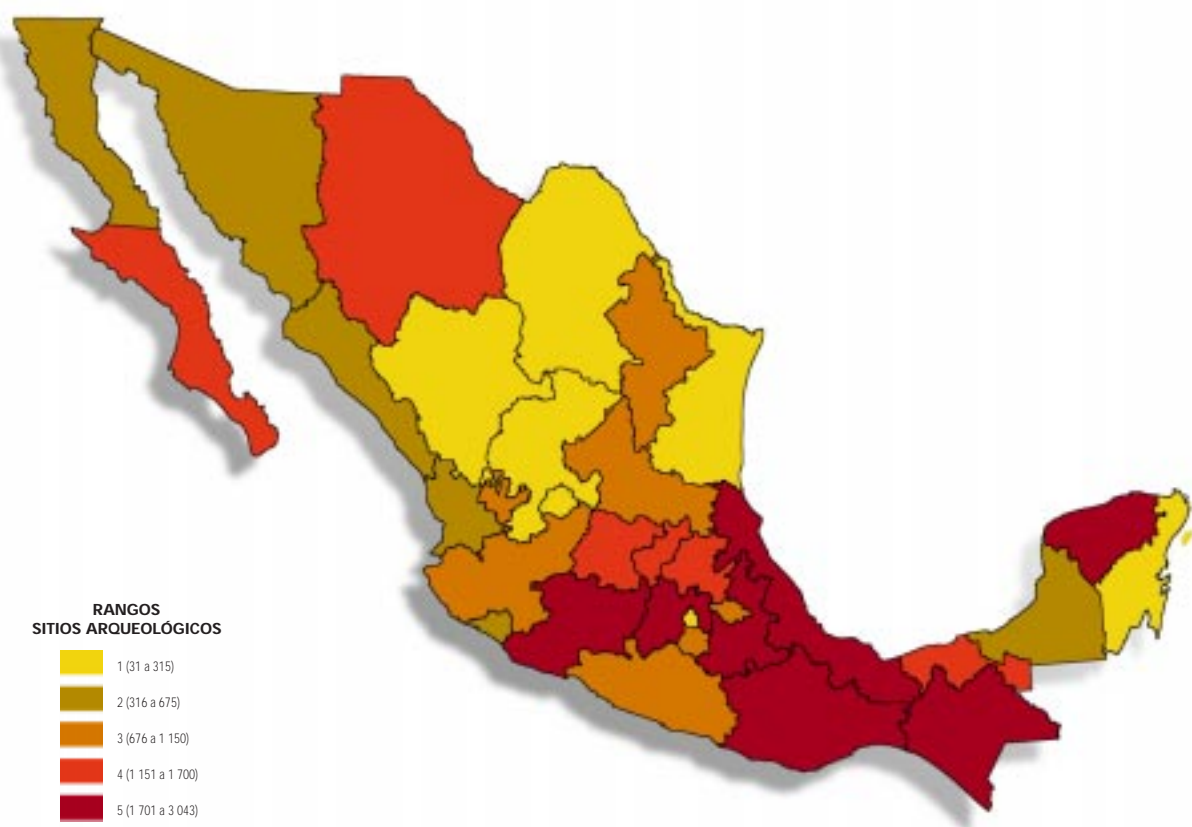 RANGOS
SITIOS ARQUEOLÓGICOS
1 (31 a 315)
2 (316 a 675)
3 (676 a 1 150)
4 (1 151 a 1 700)
5 (1 701 a 3 043)